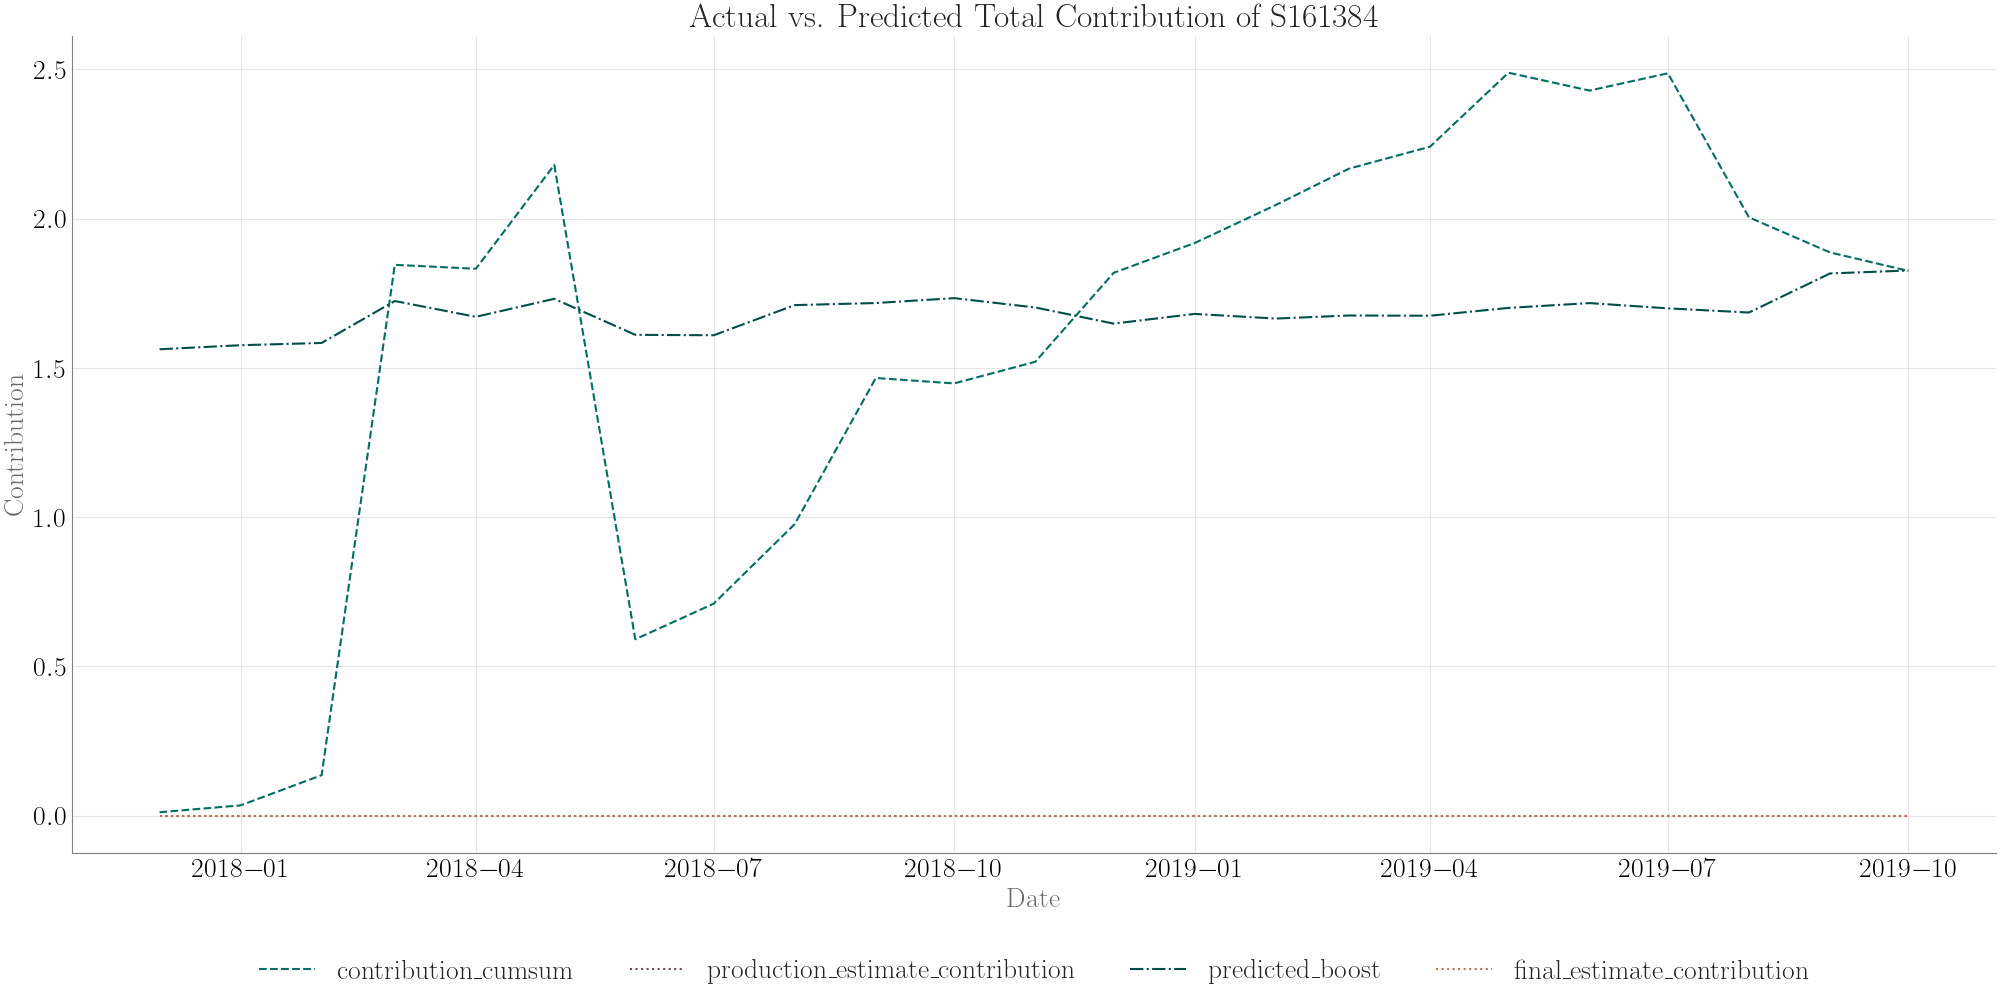 Actual vs. Predicted Total Contribution of S161384
2.5
2.0
1.5
1.0
0.5
0.0
Contribution
2018−01 2018−04 2018−07 2018−10 2019−01 2019−04 2019−07 2019−10
Date
contribution_cumsum production_estimate_contribution predicted_boost final_estimate_contribution